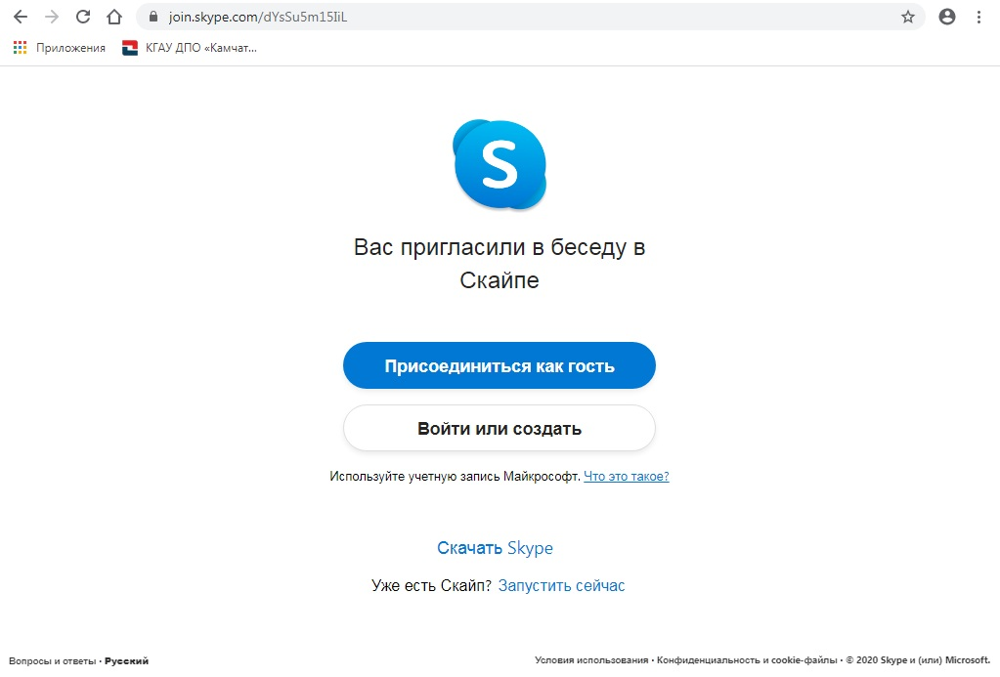 join.skype.com/dYsSu5m15IiL
Приложения КГАУ ДПО «Камчат...
S
Вас пригласили в беседу в
Скайпе
Присоединиться как гость
Войти или создать
Используйте учетную запись Майкрософт. Что это такое?
Скачать Skype
Уже есть Скайп? Запустить сейчас
Вопросы и ответы • Русский
Условия использования • Конфиденциальность и cookie-файлы • © 2020 Skype и (или) Microsoft.